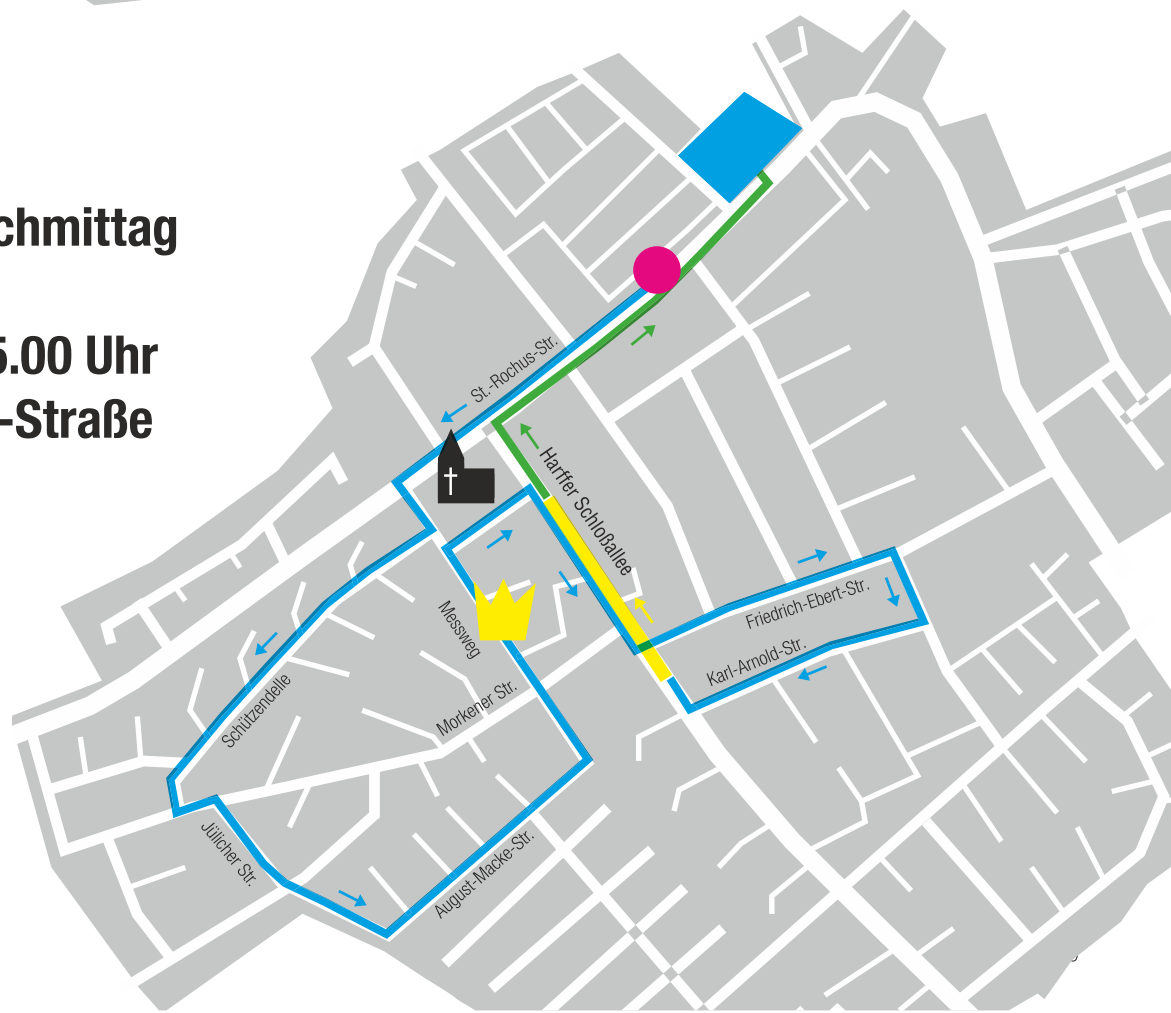 chmittag
5.00 Uhr
-Straße
St.-Rochus-Str.
Harffer Schloßallee
Friedrich-Ebert-Str.
Messweg
Karl-Arnold-Str.
Morkener Str.
Schützendelle
Jülicher Str.
August-Macke-Str.